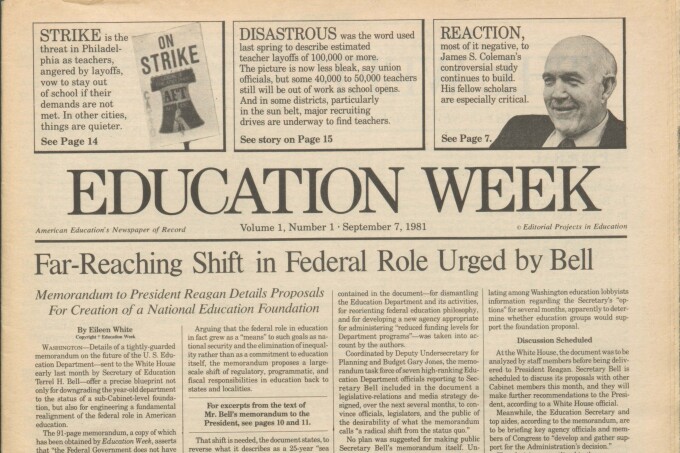 STRIKE is the
threat in Philadel-
phia as teachers,
angered by layoffs,
vow to stay out
of school if their
demands are not
met. In other cities,
things are quieter.
See Page 14
ON
STRIKE
AFT
DISASTROUS was the word used
last spring to describe estimated
teacher layoffs of 100,000 or more.
The picture is now less bleak, say union
officials, but some 40,000 to 50,000 teachers
still will be out of work as school opens.
And in some districts, particularly
in the sun belt, major recruiting
drives are underway to find teachers.
See story on Page 15
REACTION,
most of it negative, to
James S. Coleman's
controversial study
continues to build.
His fellow scholars
are especially critical.
See Page 7.
EDUCATION WEEK
American Education's Newspaper of Record
Volume 1, Number 1 · September 7, 1981
© Editorial Projects in Education
Far-Reaching Shift in Federal Role Urged by Bell
Memorandum to President Reagan Details Proposals
For Creation of a National Education Foundation
By Eileen White
Copyright Education Week
WASHINGTON—Details of a tightly-guarded
memorandum on the future of the U. S. Edu-
cation Department—sent to the White House
early last month by Secretary of Education
Terrel H. Bell—offer a precise blueprint not
only for downgrading the year-old department
to the status of a sub-Cabinet-level founda-
tion, but also for engineering a fundamental
realignment of the federal role in American
education.
The 91-page memorandum, a copy of which
has been obtained by Education Week, asserts
that "the Federal Government does not have
Arguing that the federal role in education
in fact grew as a "means" to such goals as na-
tional security and the elimination of inequal-
ity rather than as a commitment to education
itself, the memorandum proposes a large-
scale shift of regulatory, programmatic, and
fiscal responsibilities in education back to
states and localities.
For excerpts from the text of
Mr. Bell's memorandum to the
President, see pages 10 and 11.
That shift is needed, the document states, to
reverse what it describes as a 25-year "sea
contained in the document—for dismantling
the Education Department and its activities,
for reorienting federal education philosophy,
and for developing a new agency appropriate
for administering "reduced funding levels for
Department programs"—was taken into ac-
count by the authors.
Coordinated by Deputy Undersecretary for
Planning and Budget Gary Jones, the memo-
randum task force of seven high-ranking Edu-
cation Department officials reporting to Sec-
retary Bell included in the document a
legislative-relations and media strategy de-
signed, over the next several months, to con-
vince officials, legislators, and the public of
the desirability of what the memorandum
calls "a radical shift from the status quo."
No plan was suggested for making public
Secretary Bell's memorandum itself. Un-
lating among Washington education lobbyists
information regarding the Secretary's "op-
tions" for several months, apparently to deter-
mine whether education groups would sup-
port the foundation proposal.
Discussion Scheduled
At the White House, the document was to be
analyzed by staff members before being deliv-
ered to President Reagan. Secretary Bell is
scheduled to discuss its proposals with other
Cabinet members this month, and they will
make further recommendations to the Presi-
dent, according to a White House official.
Meanwhile, the Education Secretary and
top aides, according to the memorandum, are
to be briefing key agency officials and mem-
bers of Congress to "develop and gather sup-
port for the Administration's decision."